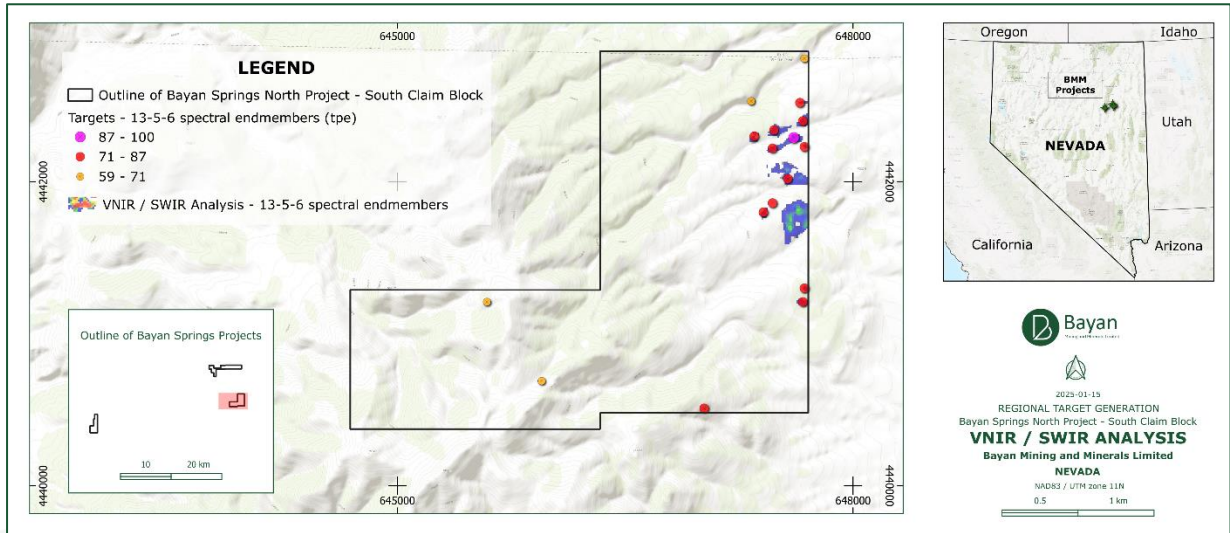 645000
648000
LEGEND
Outline of Bayan Springs North Project - South Claim Block
Targets - 13-5-6 spectral endmembers (tpe)
87 - 100
71 - 87
59 - 71
VNIR / SWIR Analysis - 13-5-6 spectral endmembers
4442000
4442000
Outline of Bayan Springs Projects
10
20 km
4440000
4440000
645000
648000
Oregon
Idaho
BMM
Projects
NEVADA
Utah
California
Arizona
Bayan
Mining and Minerals Limited
2025-01-15
REGIONAL TARGET GENERATION
Bayan Springs North Project - South Claim Block
VNIR / SWIR ANALYSIS
Bayan Mining and Minerals Limited
NEVADA
NAD83 / UTM zone 11N
0.5
1 km